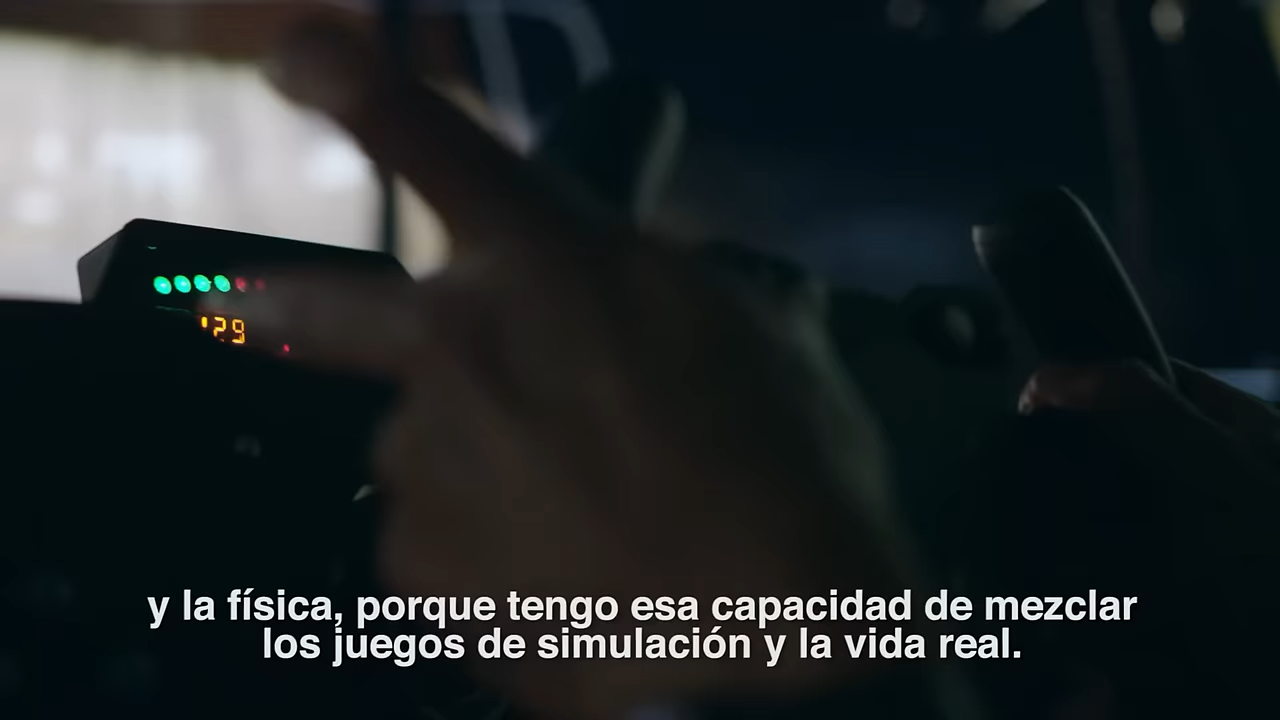 '29
y la física, porque tengo esa capacidad de mezclar
los juegos de simulación y la vida real.